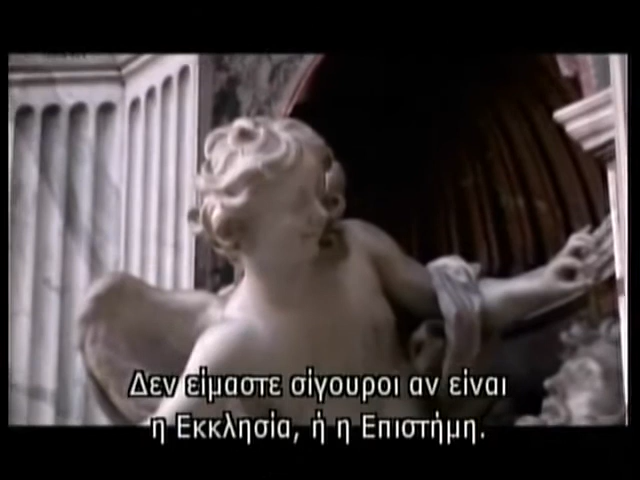 Δεν είμαστε σίγουροι αν είναι
η Εκκλησία, ή η Επιστήμη.